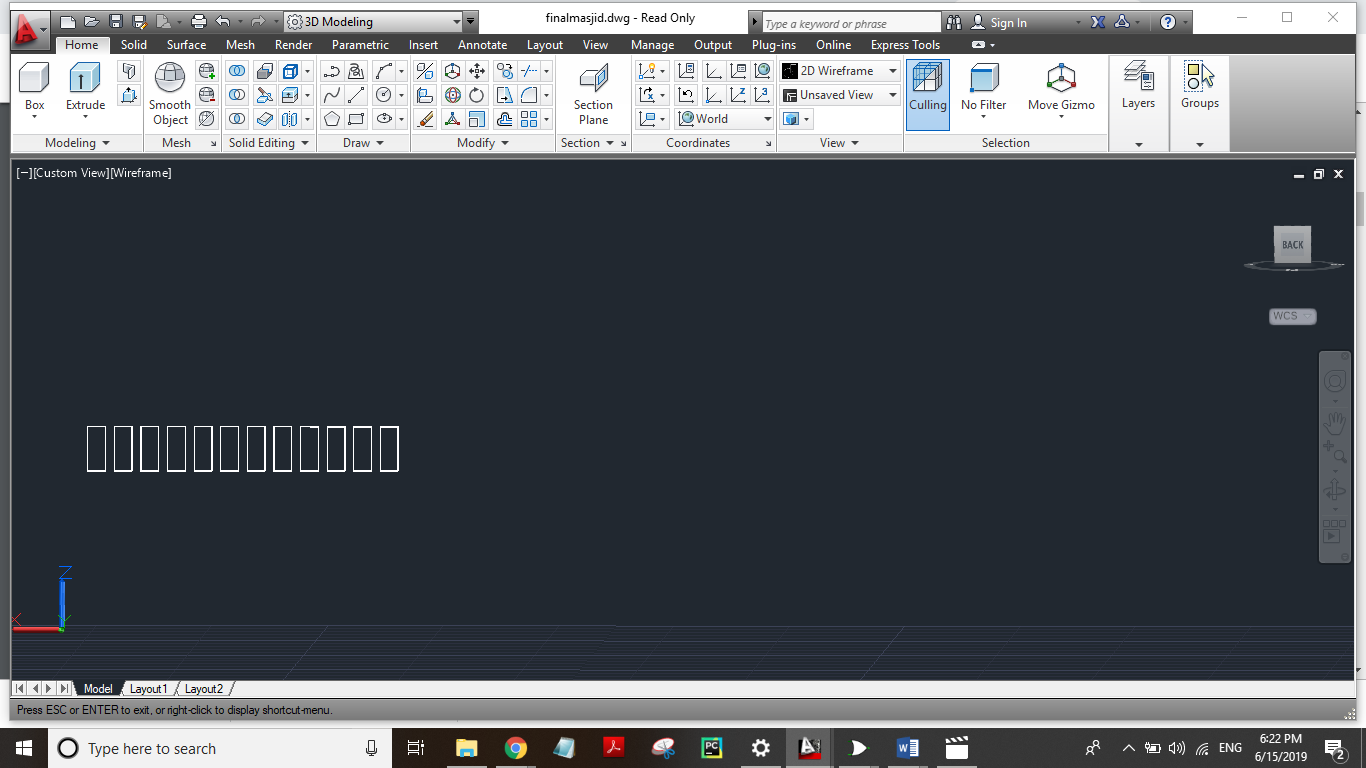 3D Modeling
finalmasjid.dwg - Read Only
Type a keyword or phrase
Sign In
Home Solid Surface Mesh Render Parametric Insert Annotate Layout View Manage Output Plug-ins Online Express Tools
Box
Extrude
Smooth Object
Section Plane
World
2D Wireframe
Unsaved View
Culling
No Filter
Move Gizmo
Layers
Groups
Modeling Mesh Solid Editing Draw Modify Section Coordinates View Selection
[−][Custom View][Wireframe]
BACK
WCS
Z
X
Model Layout1 Layout2
Press ESC or ENTER to exit, or right-click to display shortcut-menu.
Type here to search
PC
W
ENG
6:22 PM
6/15/2019
2